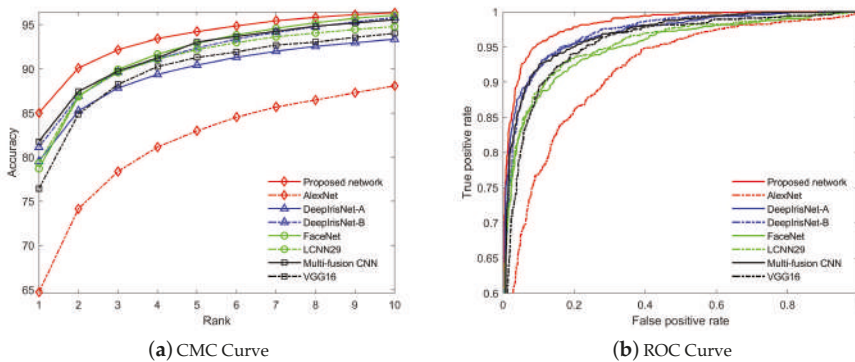 95
90
85
80
75
70
65
Accuracy
1 2 3 4 5 6 7 8 9 10
Rank
Proposed network
AlexNet
DeepIrisNet-A
DeepIrisNet-B
FaceNet
LCNN29
Multi-fusion CNN
VGG16
(a) CMC Curve
1
0.95
0.9
0.85
0.8
0.75
0.7
0.65
0.6
True positive rate
0 0.2 0.4 0.6 0.8
False positive rate
Proposed network
AlexNet
DeepIrisNet-A
DeepIrisNet-B
FaceNet
LCNN29
Multi-fusion CNN
VGG16
(b) ROC Curve